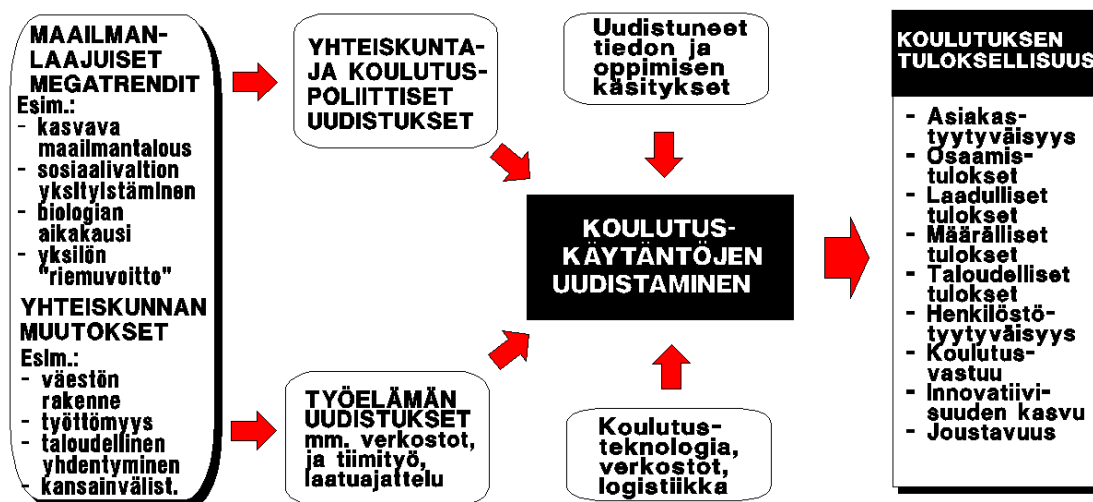 MAAILMAN-
LAAJUISET
MEGATRENDIT
Esim.:
- kasvava
maailmantalous
- sosiaalivaltion
yksityistäminen
- biologian
aikakausi
- yksilön
"riemuvoitto"
YHTEISKUNNAN
MUUTOKSET
Esim.:
- väestön
rakenne
- työttömyys
- taloudellinen
yhdentyminen
- kansainvälist.
YHTEISKUNTA-
JA KOULUTUS-
POLIITTISET
UUDISTUKSET
TYÖELÄMÄN
UUDISTUKSET
mm. verkostot,
ja tiimityö,
laatuajattelu
Uudistuneet
tiedon ja
oppimisen
käsitykset
KOULUTUS-
KÄYTÄNTÖJEN
UUDISTAMINEN
Koulutus-
teknologia,
verkostot,
logistiikka
KOULUTUKSEN
TULOKSELLISUUS
- Asiakas-
tyytyväisyys
- Osaamis-
tulokset
- Laadulliset
tulokset
- Määrälliset
tulokset
- Taloudelliset
tulokset
- Henkilöstö-
tyytyväisyys
- Koulutus-
vastuu
- Innovatiivi-
suuden kasvu
- Joustavuus